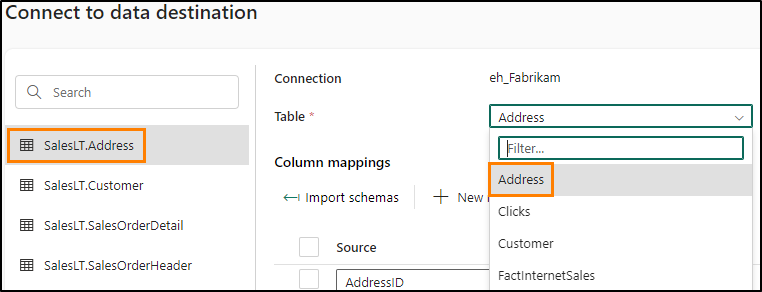 Connect to data destination
Search
SalesLT.Address
SalesLT.Customer
SalesLT.SalesOrderDetail
SalesLT.SalesOrderHeader
Connection eh_Fabrikam
Table * Address
Filter...
Address
Clicks
Customer
FactInternetSales
Column mappings
Import schemas + New
Source
AddressID